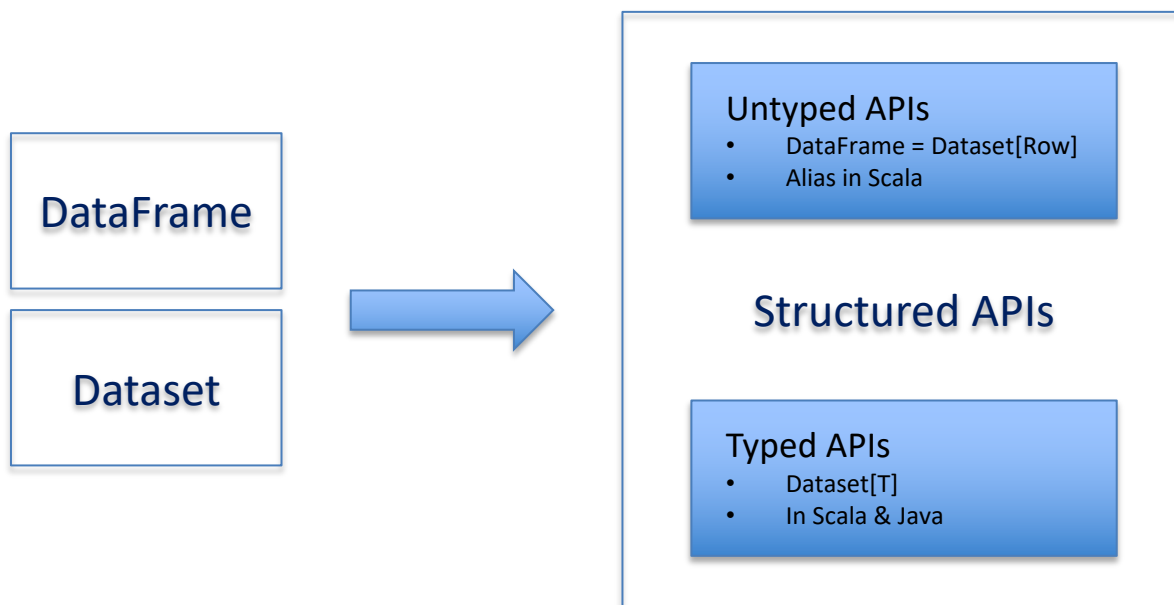 DataFrame
Dataset
Untyped APIs
• DataFrame = Dataset[Row]
• Alias in Scala
Structured APIs
Typed APIs
• Dataset[T]
• In Scala & Java